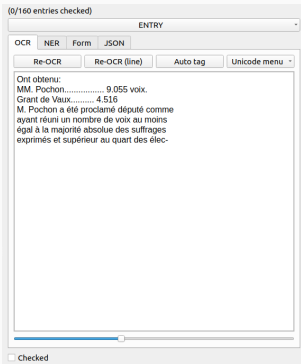 (0/160 entries checked)
ENTRY
OCR NER Form JSON
Re-OCR Re-OCR (line) Auto tag Unicode menu
Ont obtenu:
MM. Pochon................. 9.055 voix.
Grant de Vaux.......... 4.516
M. Pochon a été proclamé député comme
ayant réuni un nombre de voix au moins
égal à la majorité absolue des suffrages
exprimés et supérieur au quart des élec-
Checked